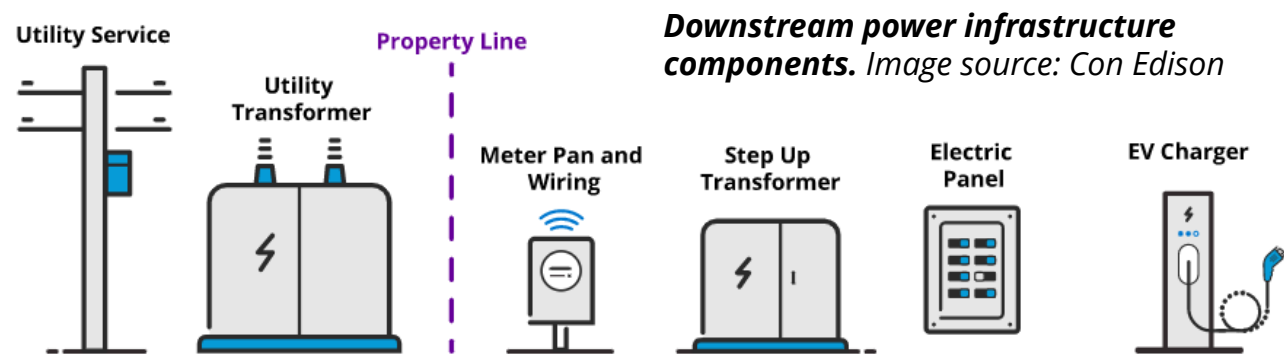 Utility Service
Property Line
Downstream power infrastructure
components. Image source: Con Edison
Utility
Transformer
Meter Pan and
Wiring
Step Up
Transformer
Electric
Panel
EV Charger